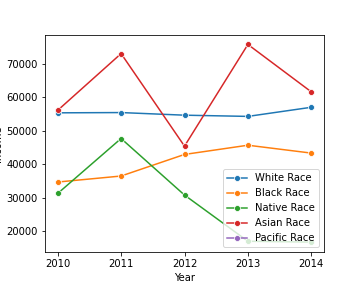 70000
60000
50000
40000
30000
20000
2010 2011 2012 2013 2014
Year
White Race
Black Race
Native Race
Asian Race
Pacific Race